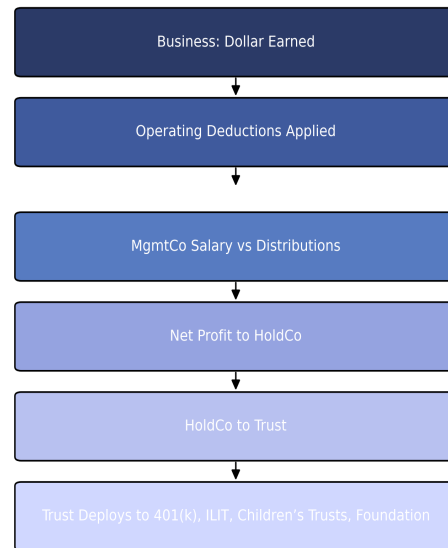 Business: Dollar Earned
Operating Deductions Applied
MgmtCo Salary vs Distributions
Net Profit to HoldCo
HoldCo to Trust
Trust Deploys to 401(k), ILIT, Children's Trusts, Foundation